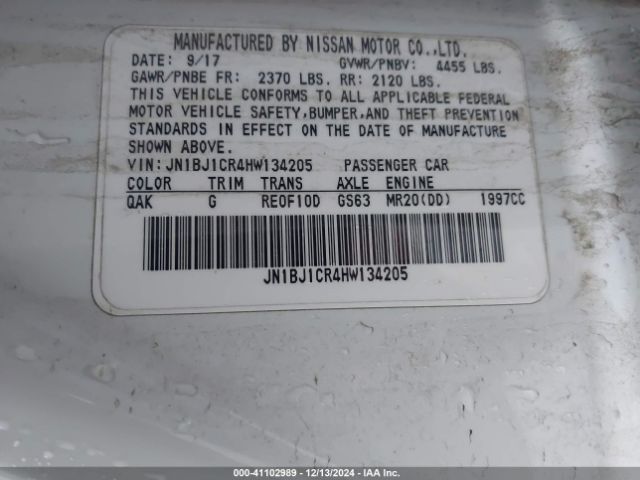 MANUFACTURED BY NISSAN MOTOR CO.,LTD.
DATE: 9/17 GVWR/PNBV: 4455 LBS.
GAWR/PNBE FR: 2370 LBS. RR: 2120 LBS.
THIS VEHICLE CONFORMS TO ALL APPLICABLE FEDERAL
MOTOR VEHICLE SAFETY,BUMPER,AND THEFT PREVENTION
STANDARDS IN EFFECT ON THE DATE OF MANUFACTURE
SHOWN ABOVE.
VIN:JN1BJ1CR4HW134205 PASSENGER CAR
COLOR TRIM TRANS AXLE ENGINE
QAK G RE0F10D GS63 MR20(DD) 1997CC
JN1BJ1CR4HW134205
000-41102989 - 12/13/2024 - IAA Inc.